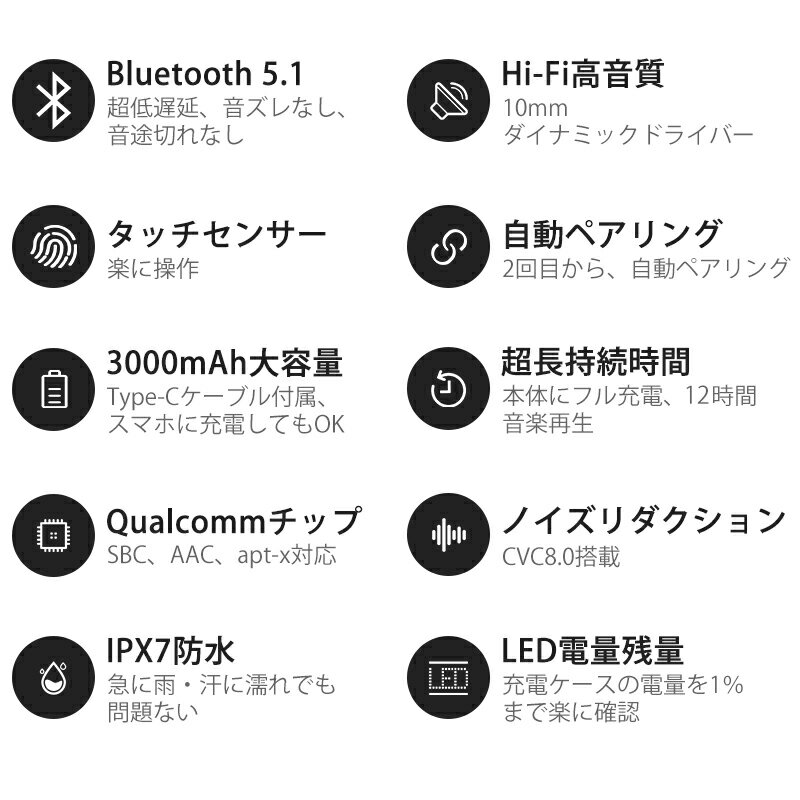 Bluetooth 5.1
超低遅延、音ズレなし、
音途切れなし
Hi-Fi高音質
10mm
ダイナミックドライバー
タッチセンサー
楽に操作
自動ペアリング
2回目から、自動ペアリング
3000mAh大容量
Type-Cケーブル付属、
スマホに充電してもOK
超長持続時間
本体にフル充電、12時間
音楽再生
Qualcommチップ
SBC、AAC、apt-x対応
ノイズリダクション
CVC8.0搭載
IPX7防水
急に雨・汗に濡れでも
問題ない
LED電量残量
LED
充電ケースの電量を1%
まで楽に確認